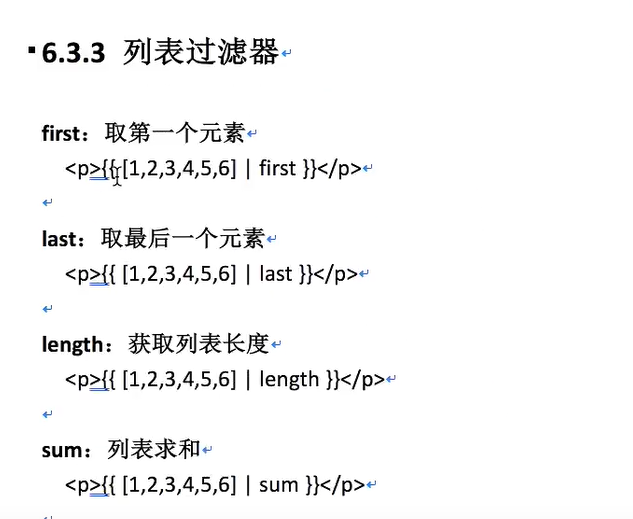 6.3.3 列表过滤器
first：取第一个元素
<p>{{ [1,2,3,4,5,6] | first }}</p>
last：取最后一个元素
<p>{{ [1,2,3,4,5,6] | last }}</p>
length：获取列表长度
<p>{{ [1,2,3,4,5,6] | length }}</p>
sum：列表求和
<p>{{ [1,2,3,4,5,6] | sum }}</p>